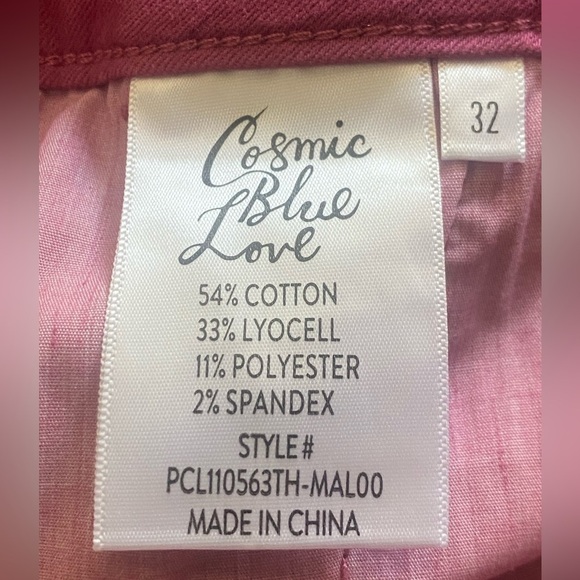 Cosmic
Blue
Love
54% COTTON
33% LYOCELL
11% POLYESTER
2% SPANDEX
STYLE #
PCL110563TH-MAL00
MADE IN CHINA
32